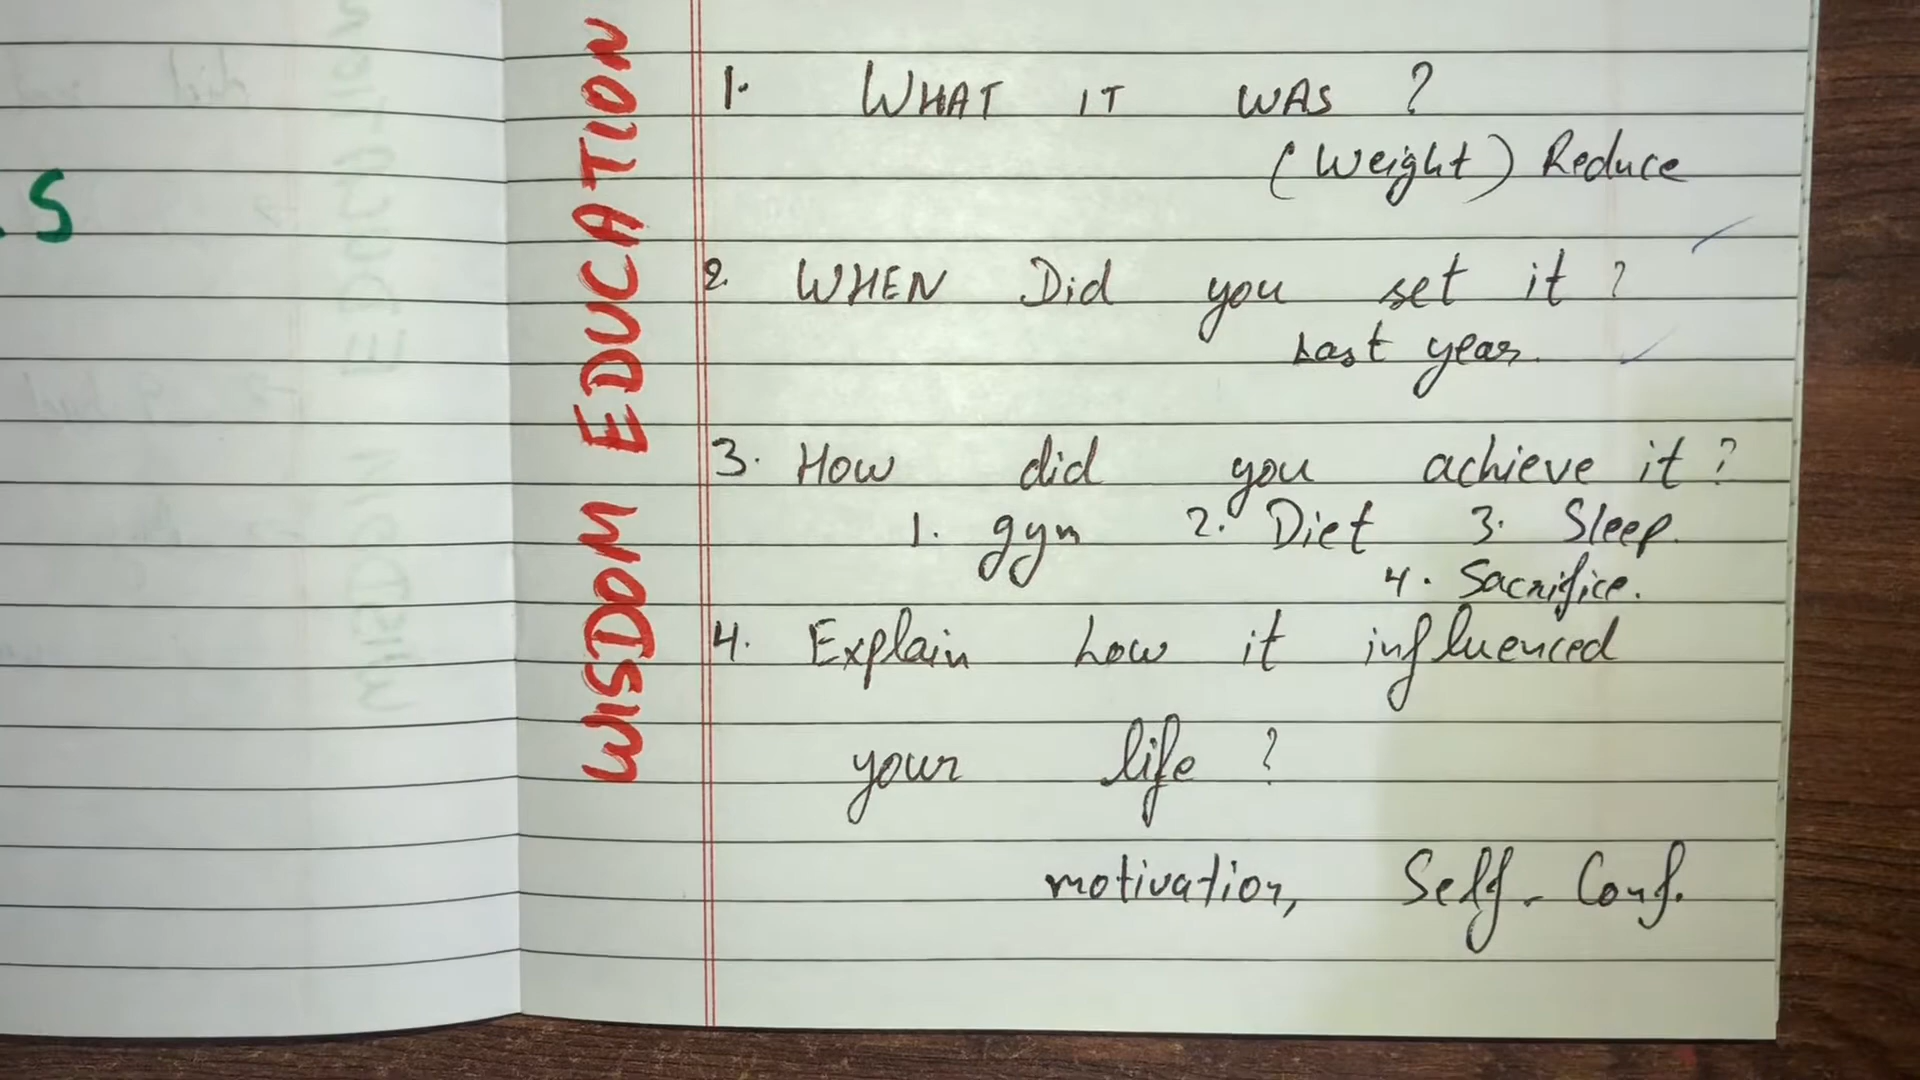 S
WISDOM EDUCATION
1. WHAT IT WAS ?
(Weight) Reduce
2. WHEN Did you set it ?
Last year.
3. How did you achieve it ?
1. gym 2. Diet 3. Sleep.
4. Sacrifice.
4. Explain how it influenced
your life ?
motivation, Self-Conf.